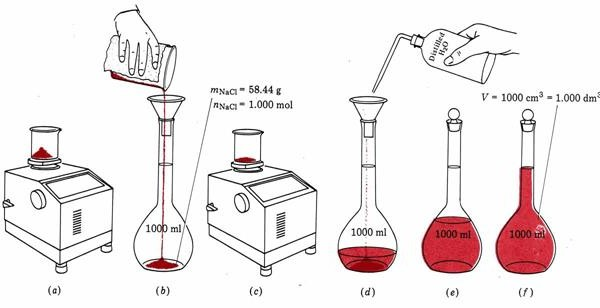 Distilled
H₂O
m_NaCl = 58.44 g
n_NaCl = 1.000 mol
V = 1000 cm³ = 1.000 dm³
1000 ml
1000 ml
1000 ml
1000 ml
(a)
(b)
(c)
(d)
(e)
(f)